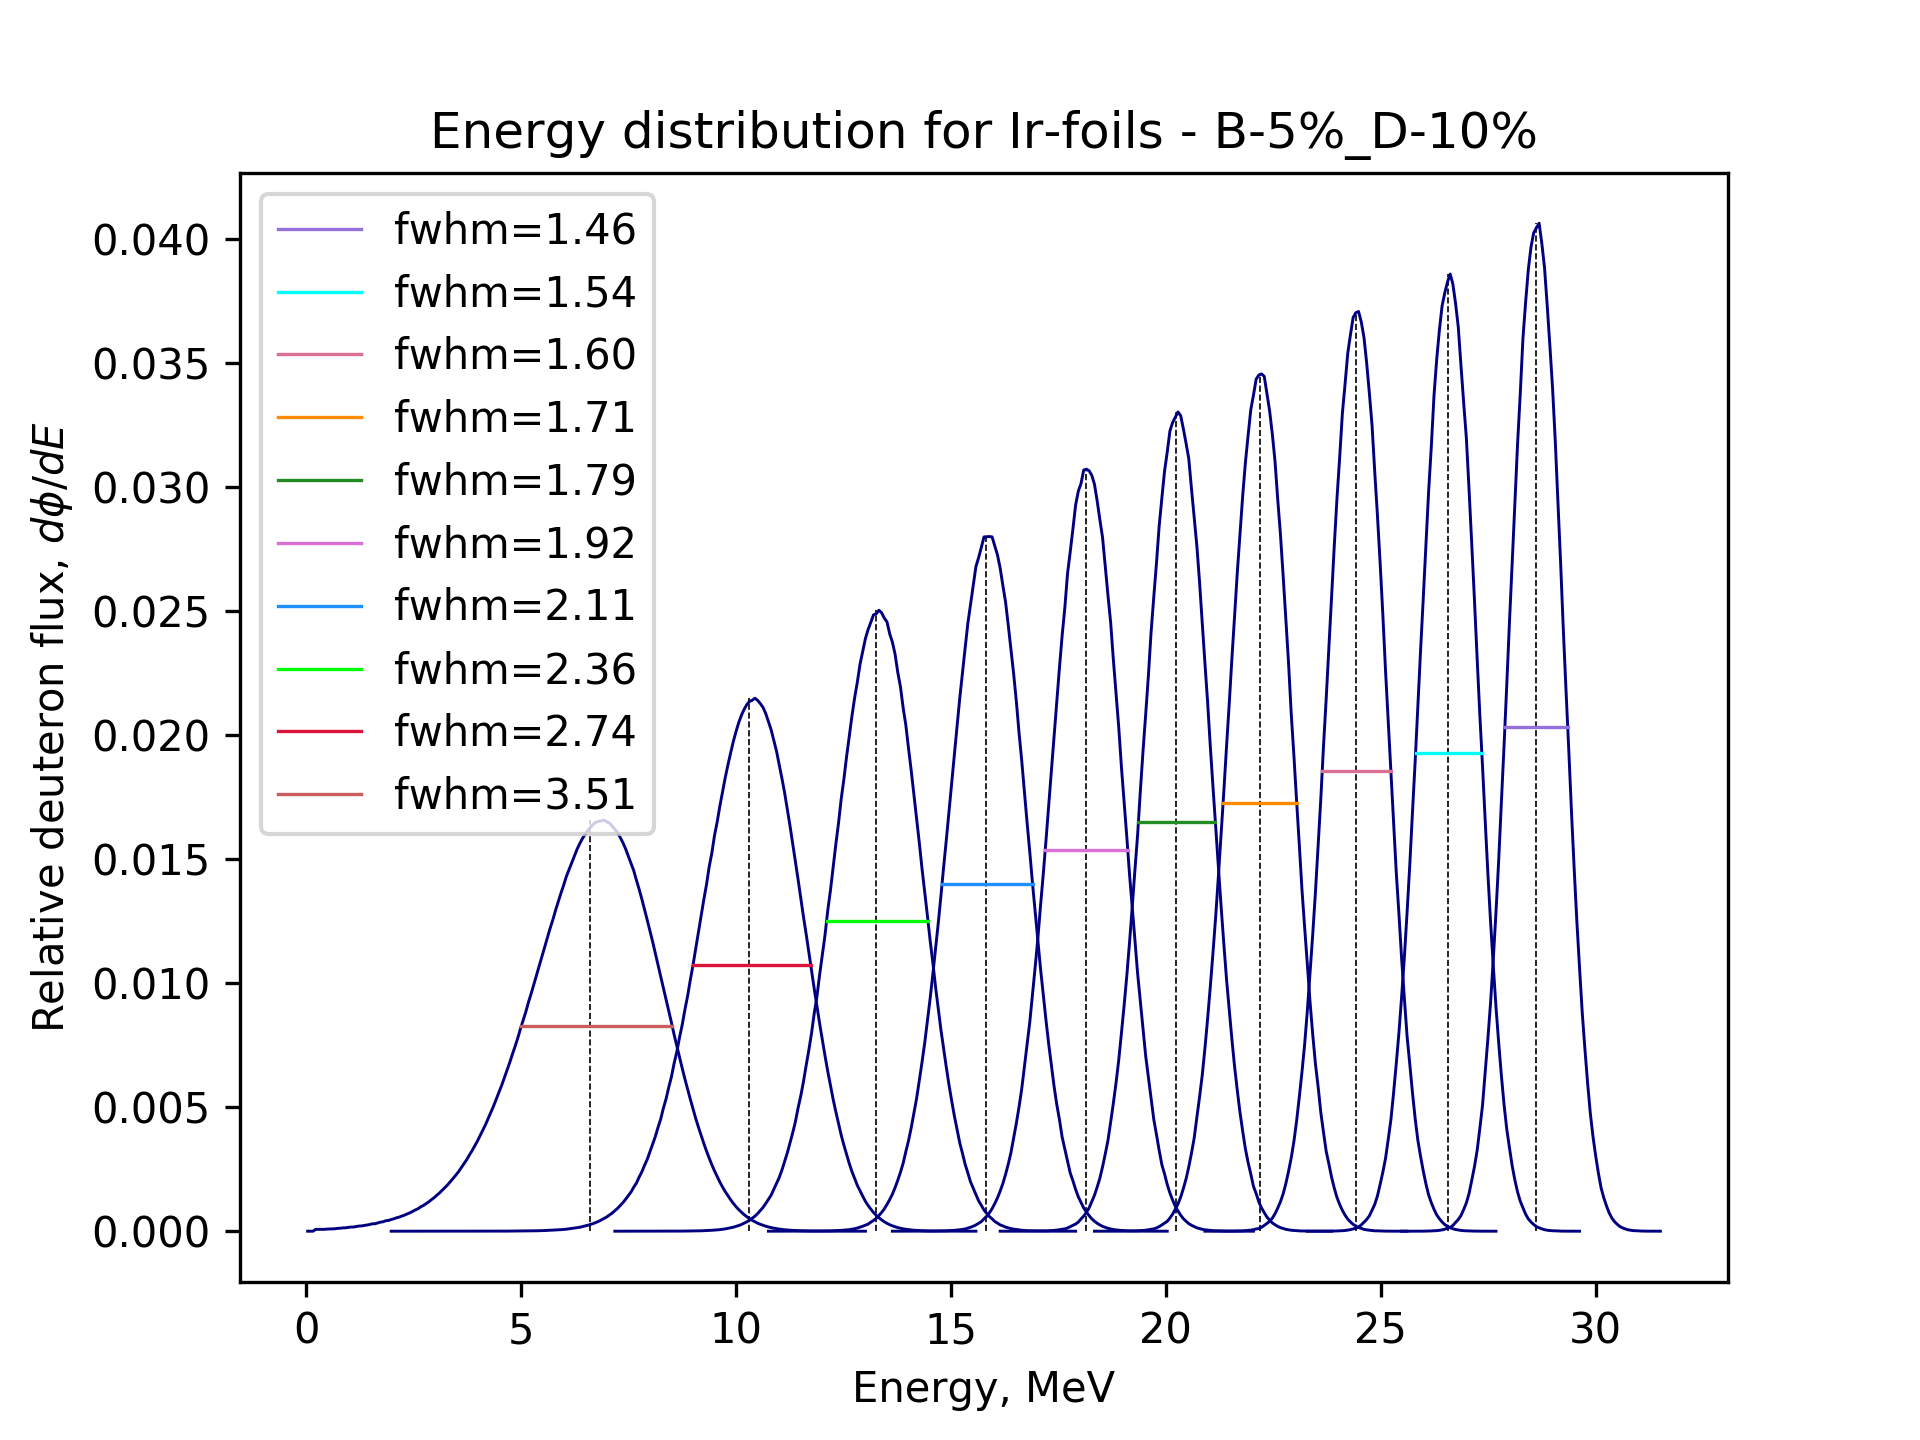 Energy distribution for Ir-foils - B-5%_D-10%
fwhm=1.46
fwhm=1.54
fwhm=1.60
fwhm=1.71
fwhm=1.79
fwhm=1.92
fwhm=2.11
fwhm=2.36
fwhm=2.74
fwhm=3.51
Relative deuteron flux, dϕ/dE
0.040
0.035
0.030
0.025
0.020
0.015
0.010
0.005
0.000
0 5 10 15 20 25 30
Energy, MeV